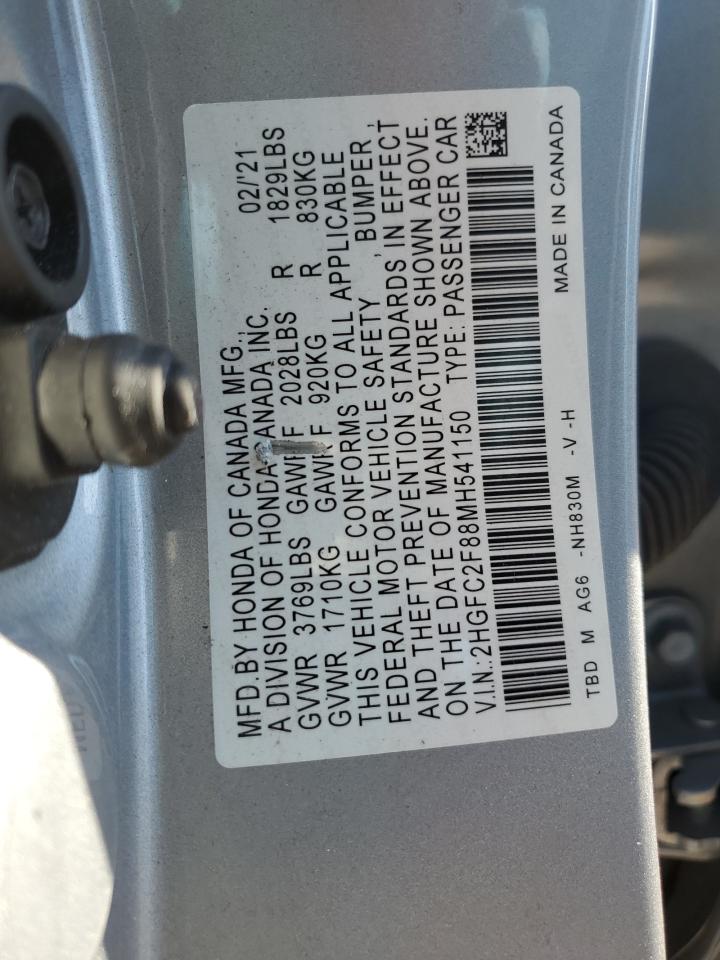 MFD.BY HONDA OF CANADA MFG., 02/'21
A DIVISION OF HONDA CANADA INC.
GVWR 3769LBS GAWR F 2028LBS R 1829LBS
GVWR 1710KG GAWR F 920KG R 830KG
THIS VEHICLE CONFORMS TO ALL APPLICABLE
FEDERAL MOTOR VEHICLE SAFETY , BUMPER ,
AND THEFT PREVENTION STANDARDS IN EFFECT
ON THE DATE OF MANUFACTURE SHOWN ABOVE.
V.I.N.:2HGFC2F88MH541150 TYPE: PASSENGER CAR
TBD M AG6 -NH830M -V -H MADE IN CANADA